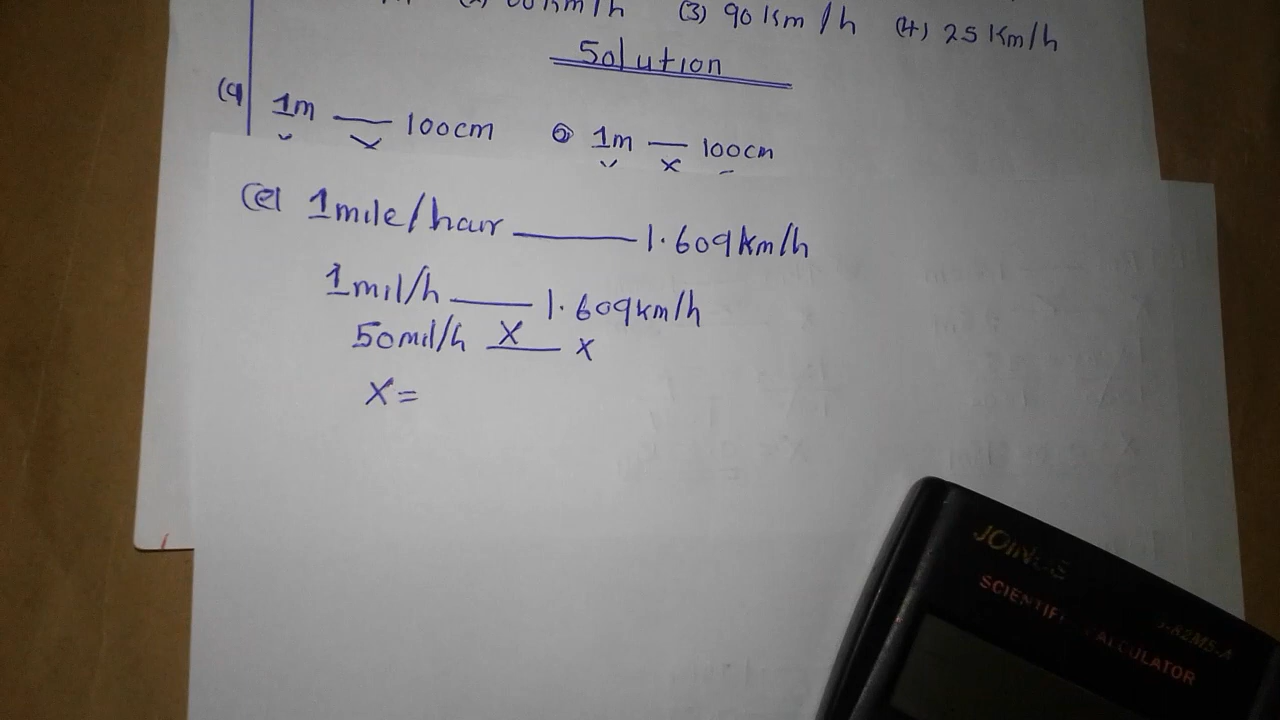 (3) 90 Km/h (4) 25 Km/h
Solution
1m — 100cm 1m — 100cm
(e) 1mile/hour — 1.609km/h
1mil/h — 1.609km/h
50mil/h X — X
X =
JOINUS
SCIENTIFIC CALCULATOR